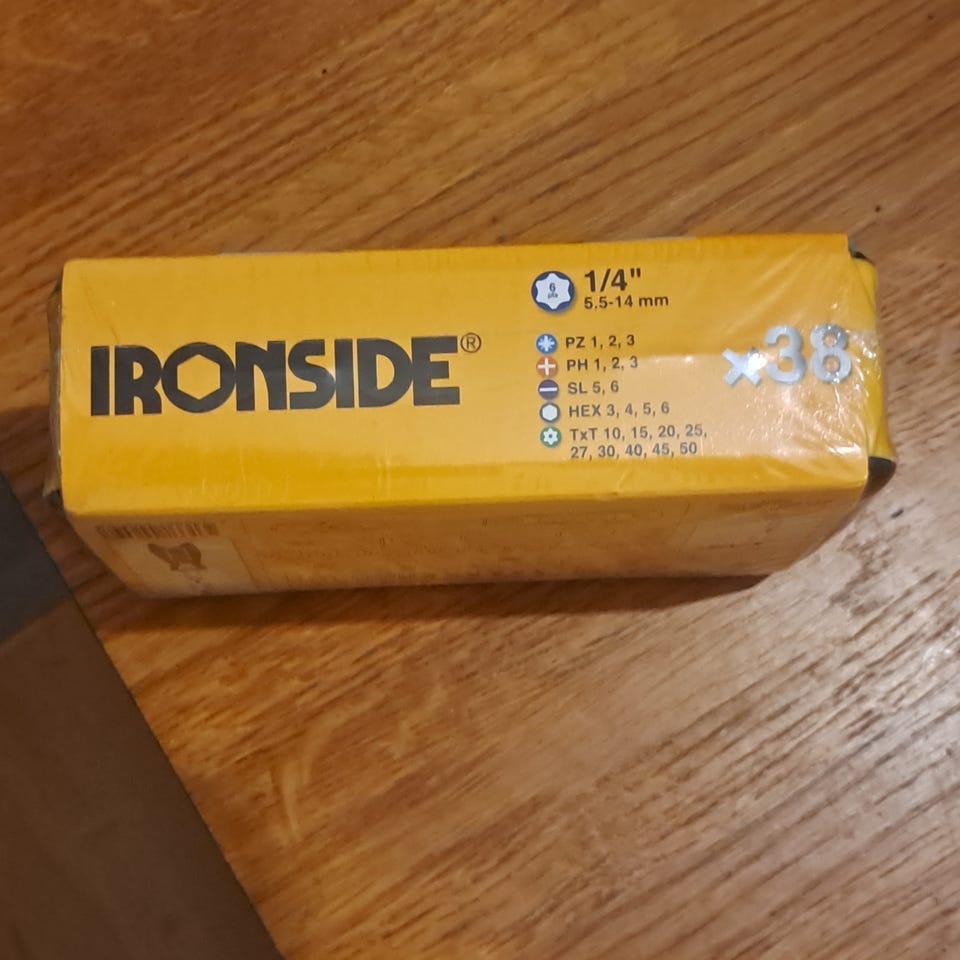 IRONSIDE®
6
pts
1/4"
5.5-14 mm
PZ 1, 2, 3
PH 1, 2, 3
SL 5, 6
HEX 3, 4, 5, 6
TxT 10, 15, 20, 25,
27, 30, 40, 45, 50
x38